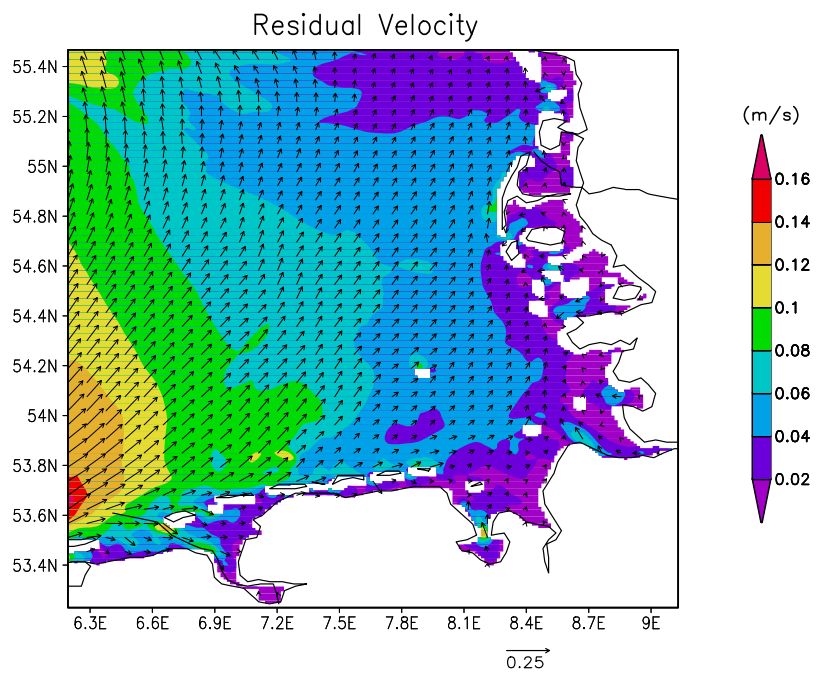 Residual Velocity
(m/s)
55.4N
55.2N
55N
54.8N
54.6N
54.4N
54.2N
54N
53.8N
53.6N
53.4N
0.16
0.14
0.12
0.1
0.08
0.06
0.04
0.02
6.3E 6.6E 6.9E 7.2E 7.5E 7.8E 8.1E 8.4E 8.7E 9E
0.25